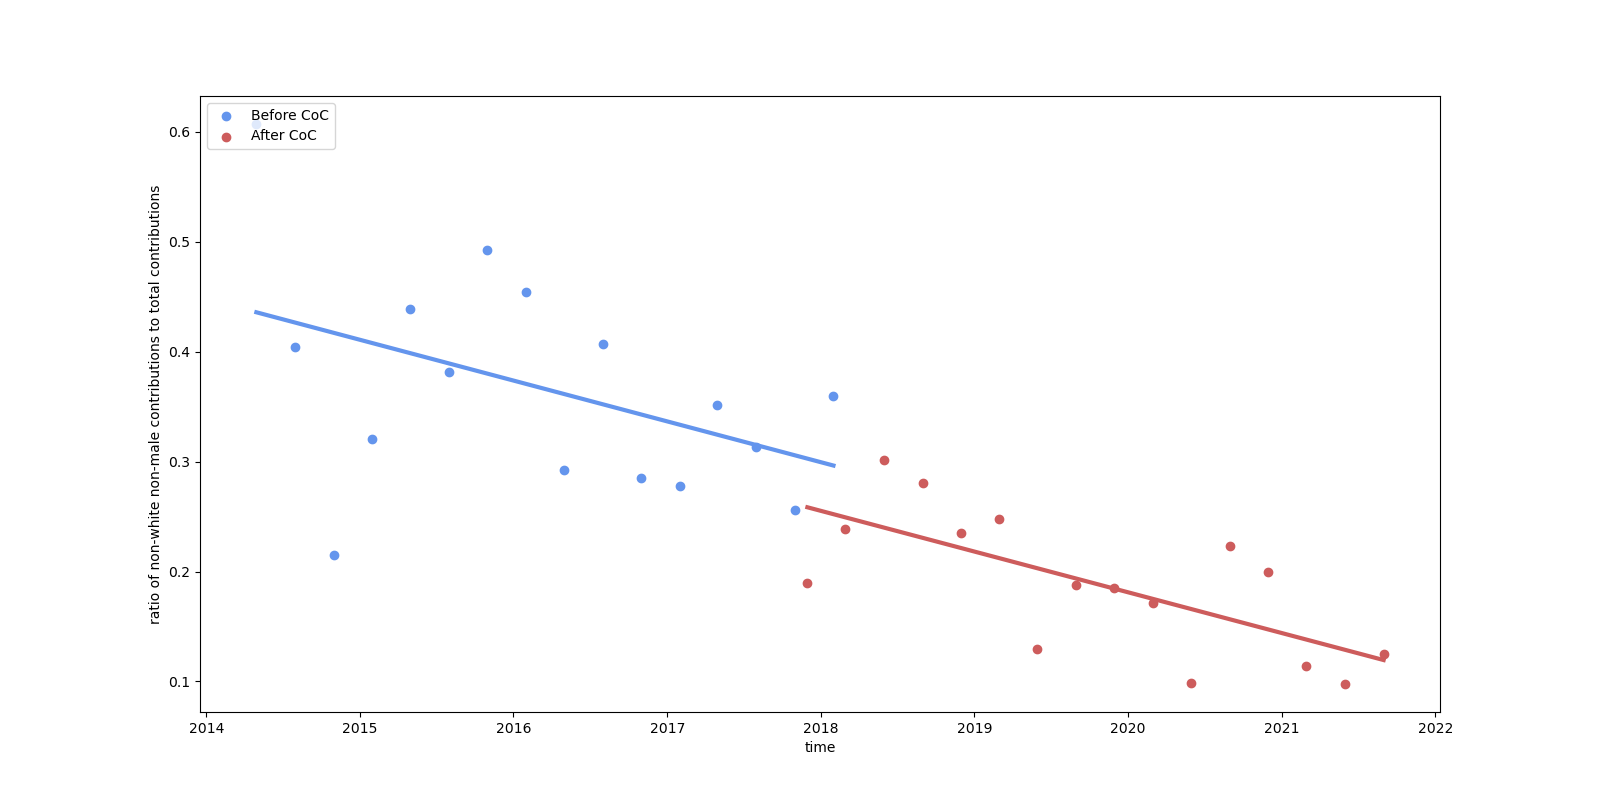 Before CoC
After CoC
0.6
0.5
0.4
0.3
0.2
0.1
ratio of non-white non-male contributions to total contributions
2014 2015 2016 2017 2018 2019 2020 2021 2022
time